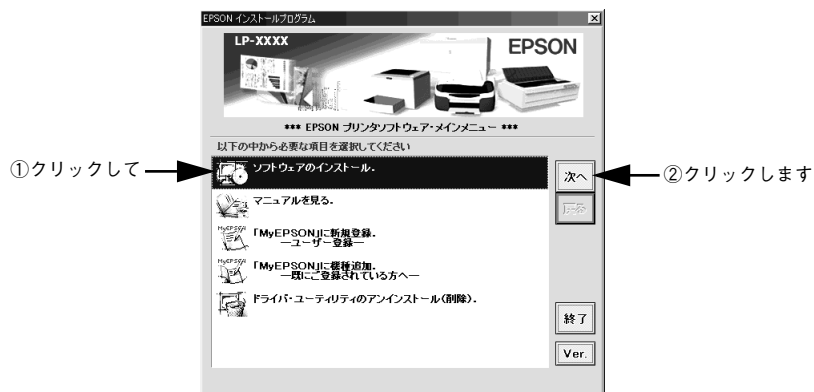 EPSON インストールプログラム
LP-XXXX
EPSON
*** EPSON プリンタソフトウェア・メインメニュー ***
以下の中から必要な項目を選択してください
①クリックして
ソフトウェアのインストール.
次へ
②クリックします
マニュアルを見る.
戻る
MyEPSON
「MyEPSON」に新規登録.
―ユーザー登録―
MyEPSON
「MyEPSON」に機種追加.
―既にご登録されている方へ―
ドライバ・ユーティリティのアンインストール(削除).
終了
Ver.